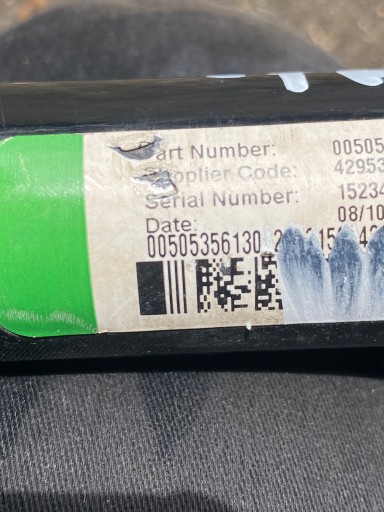 Part Number: 00505
Supplier Code: 42953
Serial Number: 15234
Date: 08/10
00505356130